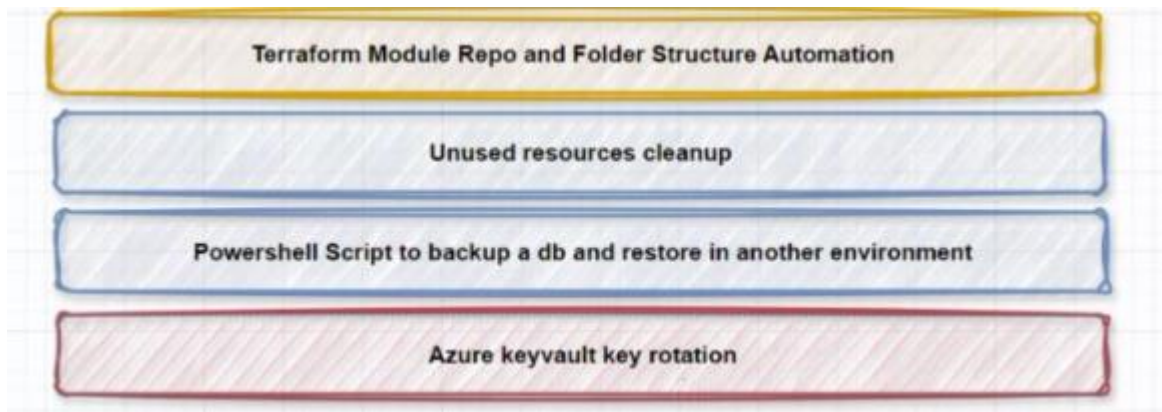 Terraform Module Repo and Folder Structure Automation
Unused resources cleanup
Powershell Script to backup a db and restore in another environment
Azure keyvault key rotation